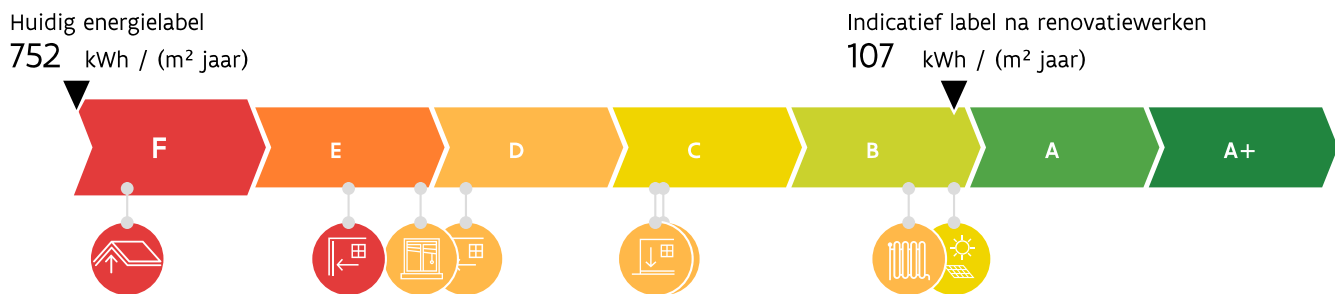 Huidig energielabel
752 kWh / (m² jaar)
Indicatief label na renovatiewerken
107 kWh / (m² jaar)
F E D C B A A+